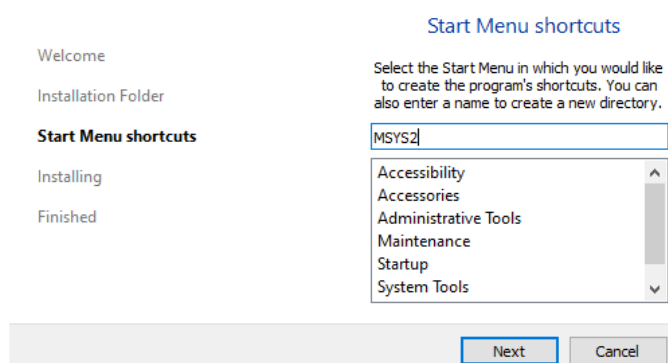 Start Menu shortcuts
Welcome
Installation Folder
Start Menu shortcuts
Installing
Finished
Select the Start Menu in which you would like
to create the program's shortcuts. You can
also enter a name to create a new directory.
MSYS2
Accessibility
Accessories
Administrative Tools
Maintenance
Startup
System Tools
Next
Cancel